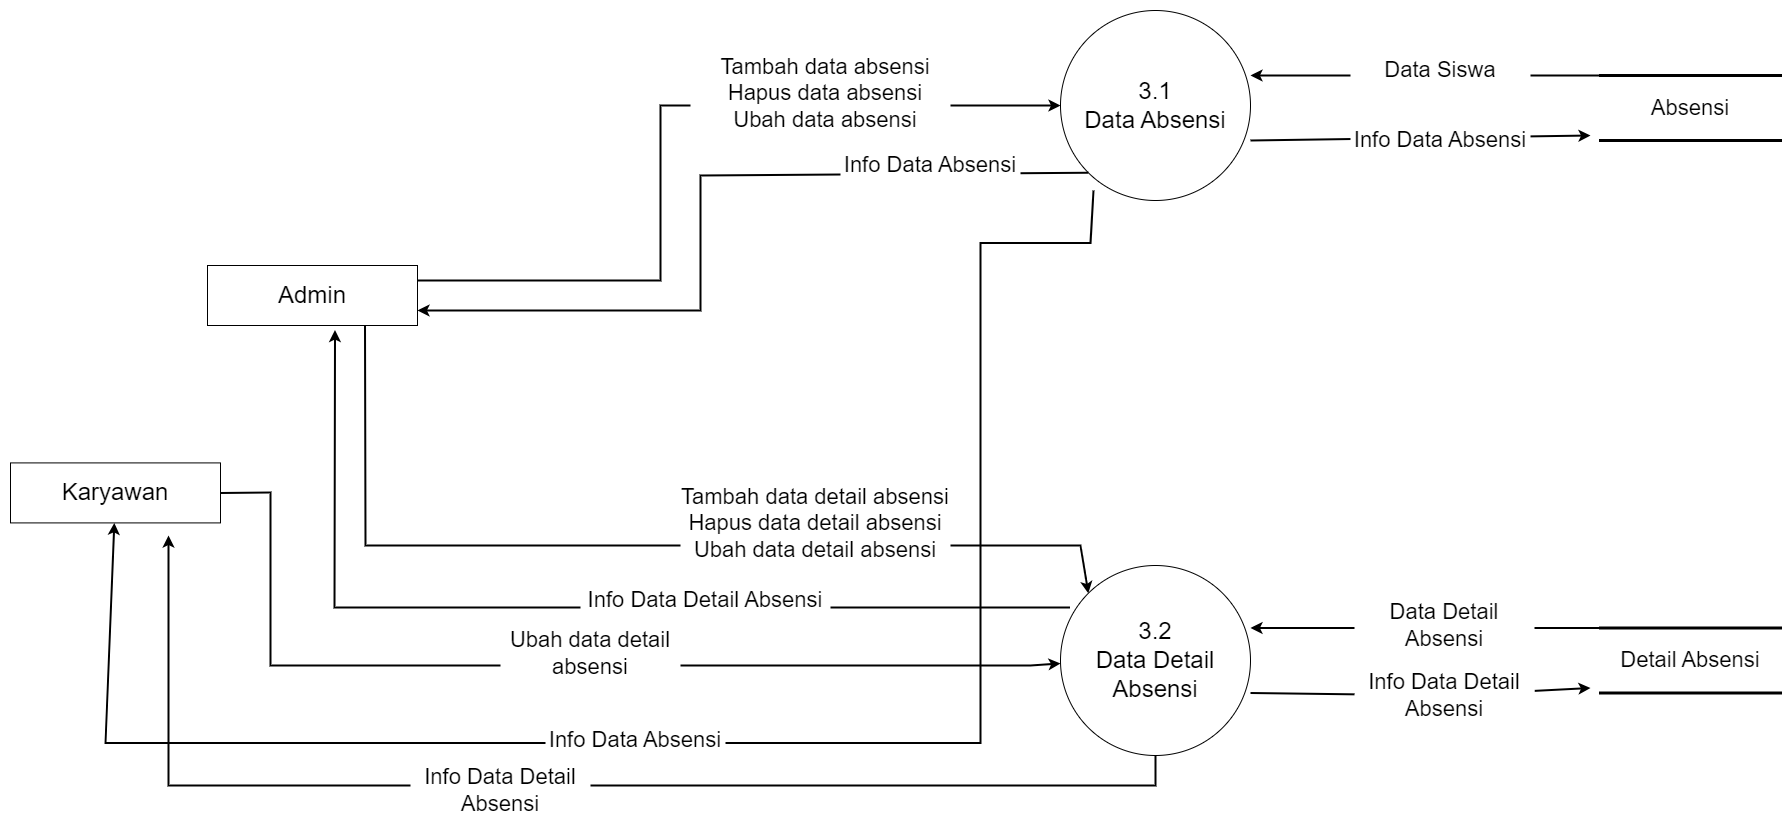 Tambah data absensi
Hapus data absensi
Ubah data absensi
3.1
Data Absensi
Data Siswa
Absensi
Info Data Absensi
Info Data Absensi
Admin
Karyawan
Tambah data detail absensi
Hapus data detail absensi
Ubah data detail absensi
Info Data Detail Absensi
Ubah data detail
absensi
3.2
Data Detail
Absensi
Data Detail
Absensi
Detail Absensi
Info Data Detail
Absensi
Info Data Absensi
Info Data Detail
Absensi